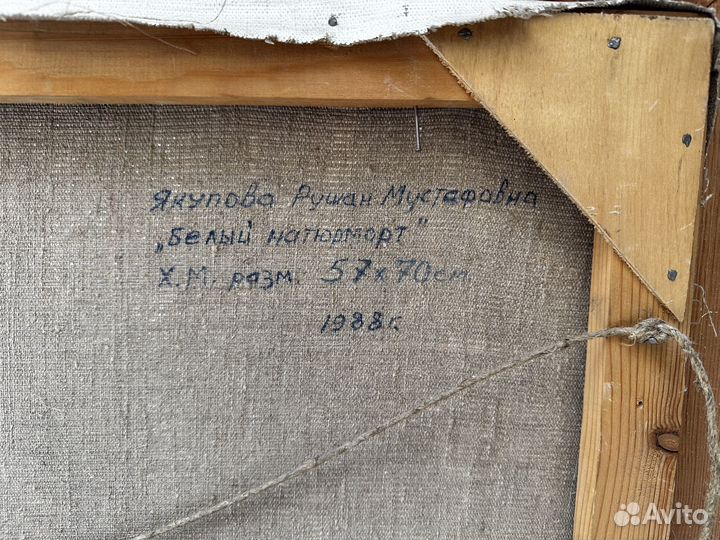 Якупова Рушан Мустафовна
„Белый натюрморт"
Х.М. разм. 57х70см.
1988г.
Avito